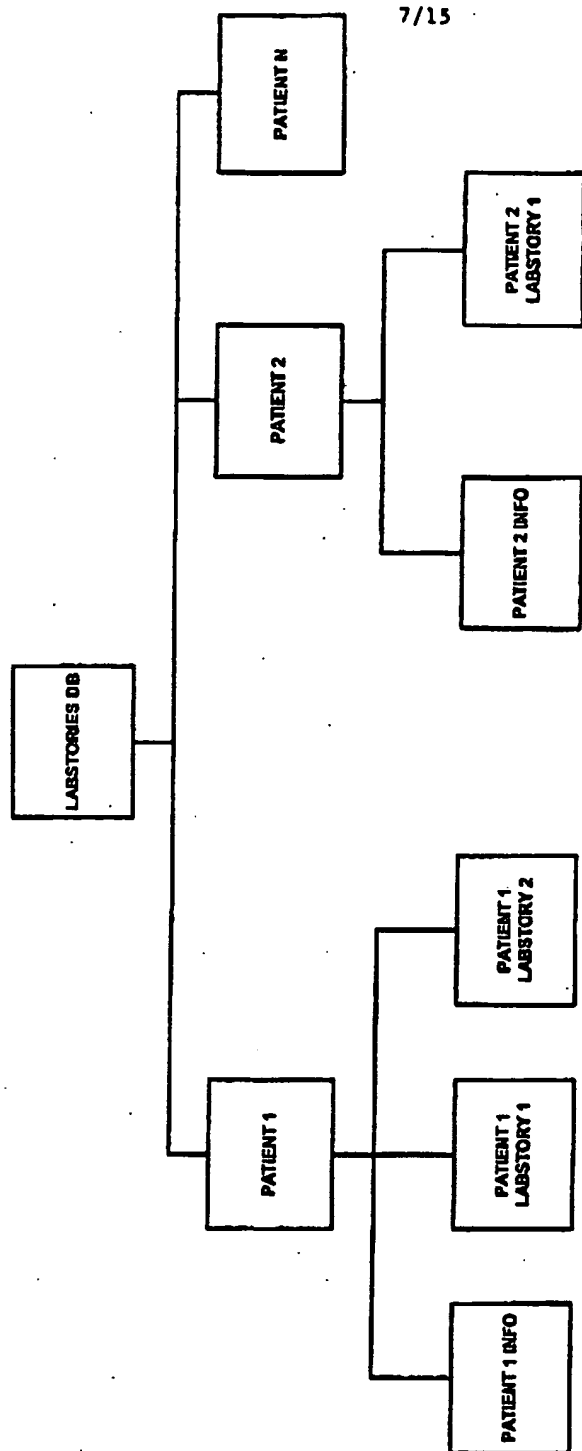 7/15
LABSTORIES DB
PATIENT 1
PATIENT 2
PATIENT N
PATIENT 1 INFO
PATIENT 1
LABSTORY 1
PATIENT 1
LABSTORY 2
PATIENT 2 INFO
PATIENT 2
LABSTORY 1